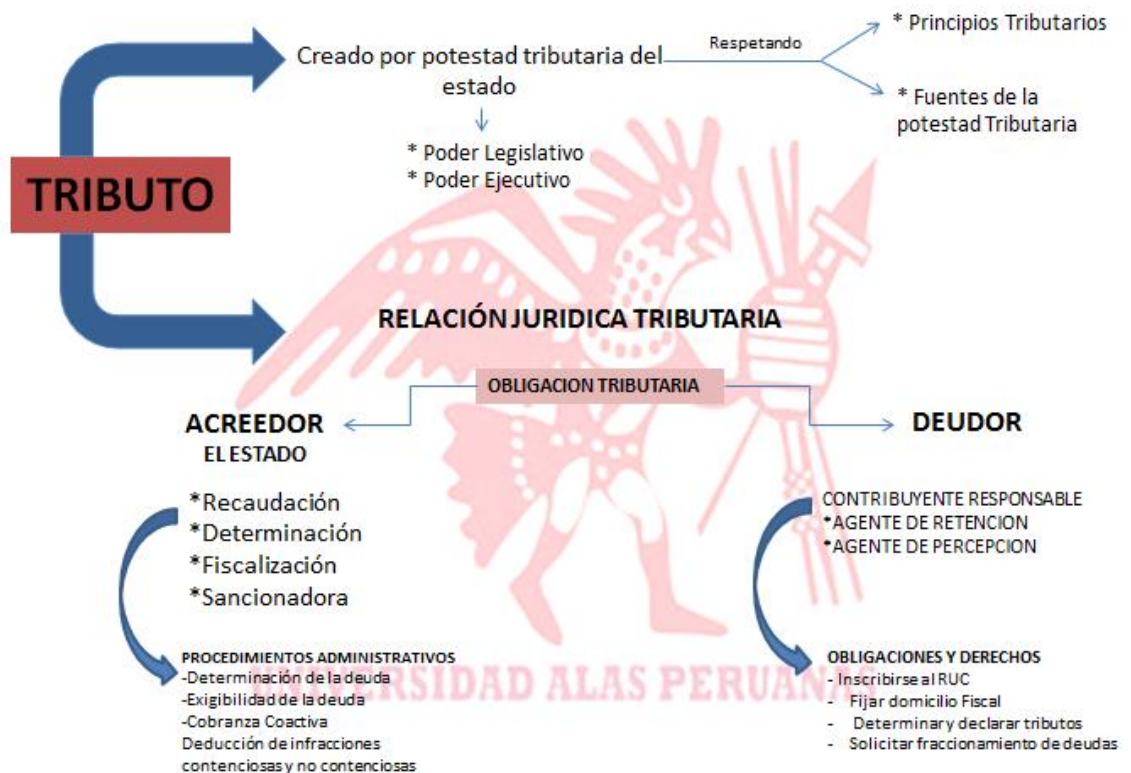 Creado por potestad tributaria del
estado
Respetando
* Principios Tributarios
* Fuentes de la
potestad Tributaria
* Poder Legislativo
* Poder Ejecutivo
TRIBUTO
RELACIÓN JURIDICA TRIBUTARIA
OBLIGACION TRIBUTARIA
ACREEDOR
EL ESTADO
*Recaudación
*Determinación
*Fiscalización
*Sancionadora
PROCEDIMIENTOS ADMINISTRATIVOS
-Determinación de la deuda
-Exigibilidad de la deuda
-Cobranza Coactiva
Deducción de infracciones
contenciosas y no contenciosas
DEUDOR
CONTRIBUYENTE RESPONSABLE
*AGENTE DE RETENCION
*AGENTE DE PERCEPCION
OBLIGACIONES Y DERECHOS
- Inscribirse al RUC
- Fijar domicilio Fiscal
- Determinar y declarar tributos
- Solicitar fraccionamiento de deudas
UNIVERSIDAD ALAS PERUANAS